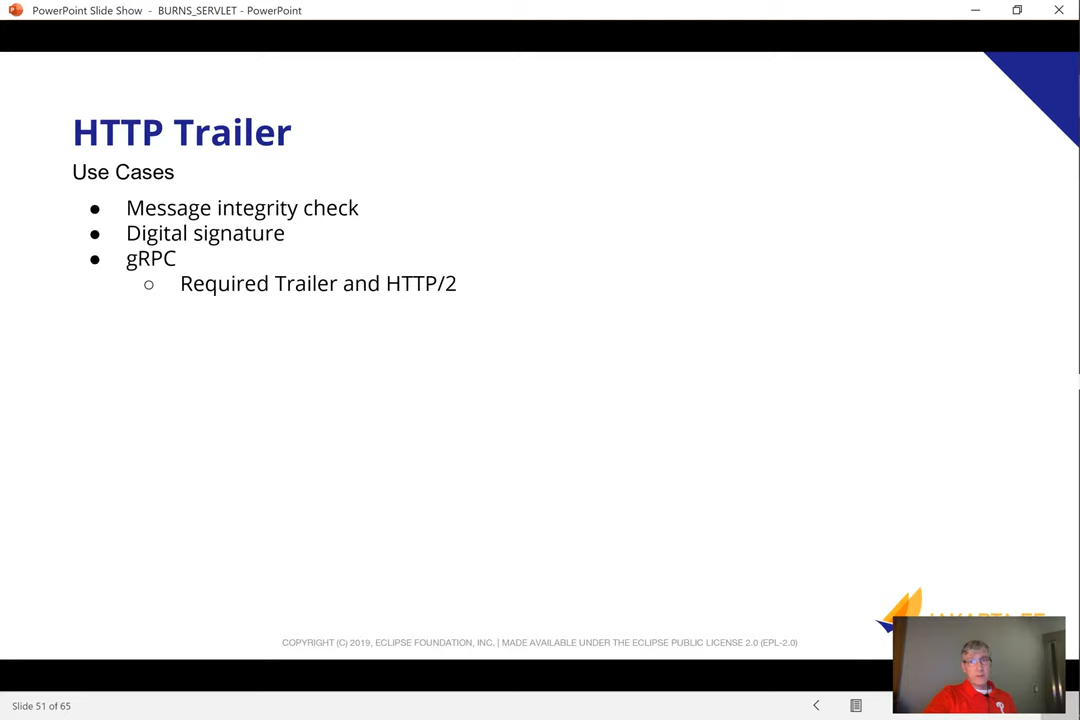 PowerPoint Slide Show - BURNS_SERVLET - PowerPoint
HTTP Trailer
Use Cases
● Message integrity check
● Digital signature
● gRPC
○ Required Trailer and HTTP/2
COPYRIGHT (C) 2019, ECLIPSE FOUNDATION, INC. | MADE AVAILABLE UNDER THE ECLIPSE PUBLIC LICENSE 2.0 (EPL-2.0)
Slide 51 of 65